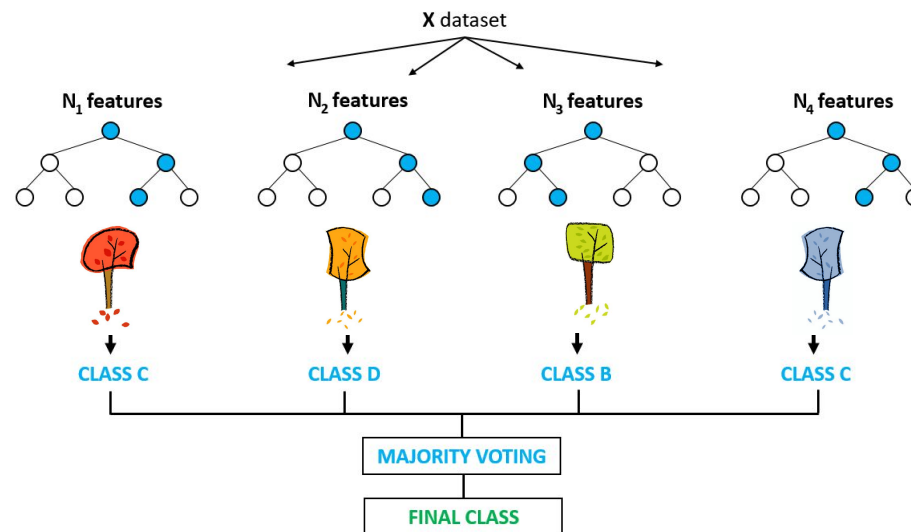 X dataset
N₁ features
N₂ features
N₃ features
N₄ features
CLASS C
CLASS D
CLASS B
CLASS C
MAJORITY VOTING
FINAL CLASS